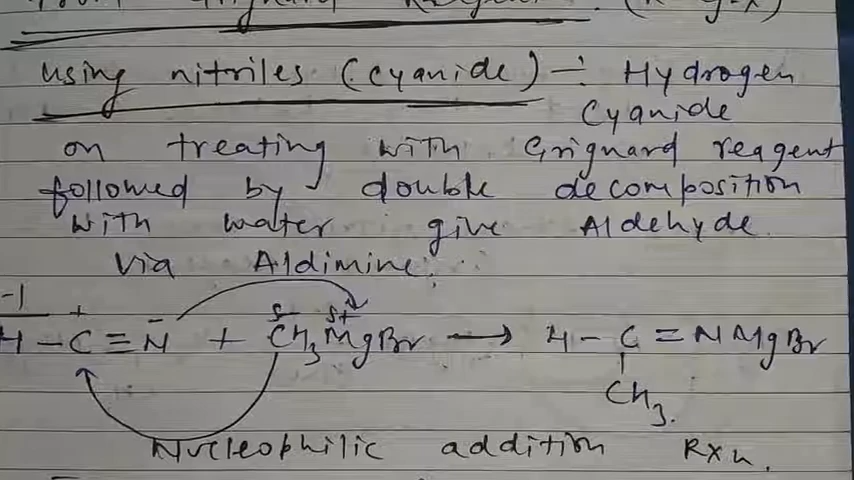 using nitriles (cyanide) ÷ Hydrogen
Cyanide
on treating with Grignard reagent
followed by double decomposition
with water give Aldehyde.
via Aldimine.
-1
+ - δ- δ+
H - C ≡ N + CH3MgBr → H - C = NMgBr
CH3.
Nucleophilic addition Rxn.